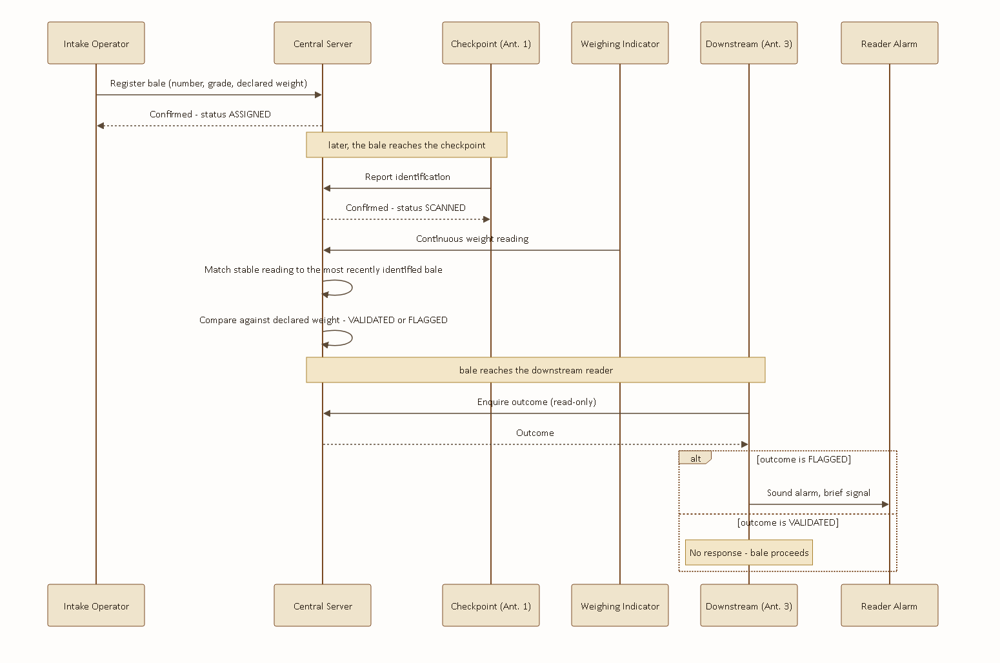 Intake Operator
Central Server
Checkpoint (Ant. 1)
Weighing Indicator
Downstream (Ant. 3)
Reader Alarm
Register bale (number, grade, declared weight)
Confirmed - status ASSIGNED
later, the bale reaches the checkpoint
Report identification
Confirmed - status SCANNED
Continuous weight reading
Match stable reading to the most recently identified bale
Compare against declared weight - VALIDATED or FLAGGED
bale reaches the downstream reader
Enquire outcome (read-only)
Outcome
alt
[outcome is FLAGGED]
Sound alarm, brief signal
[outcome is VALIDATED]
No response - bale proceeds
Intake Operator
Central Server
Checkpoint (Ant. 1)
Weighing Indicator
Downstream (Ant. 3)
Reader Alarm